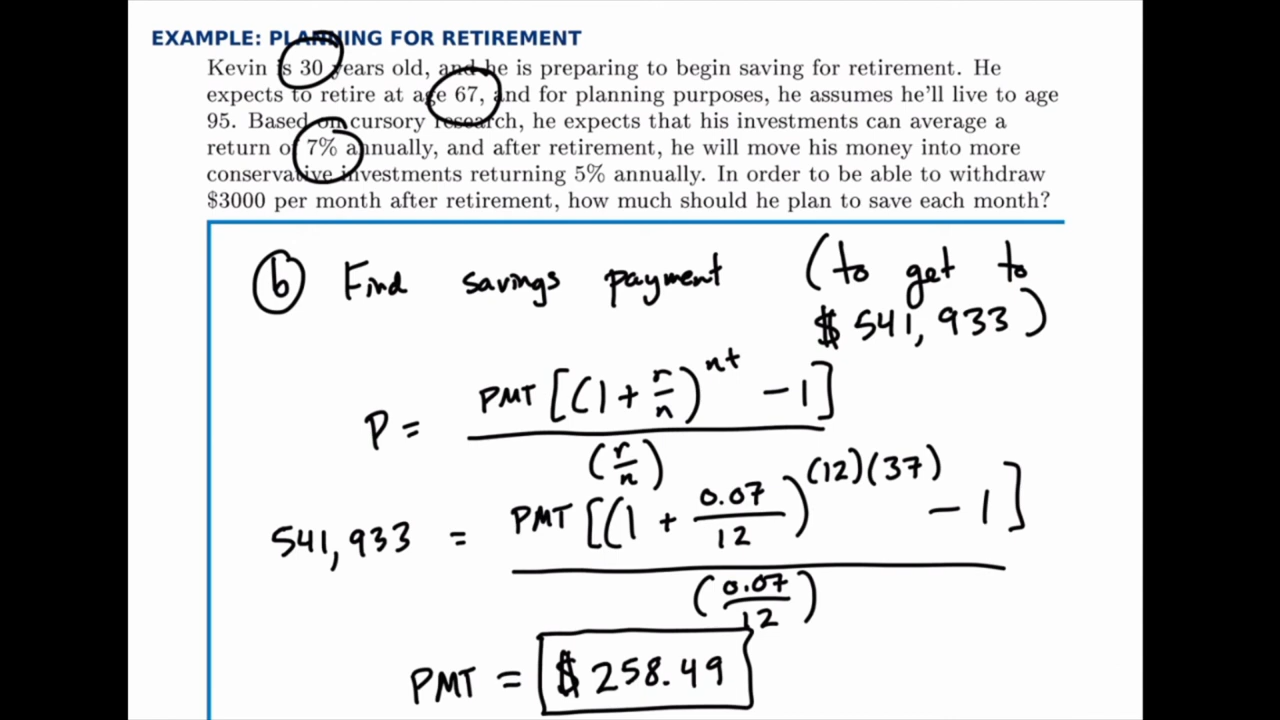 EXAMPLE: PLANNING FOR RETIREMENT
Kevin is 30 years old, and he is preparing to begin saving for retirement. He
expects to retire at age 67, and for planning purposes, he assumes he'll live to age
95. Based on cursory research, he expects that his investments can average a
return of 7% annually, and after retirement, he will move his money into more
conservative investments returning 5% annually. In order to be able to withdraw
$3000 per month after retirement, how much should he plan to save each month?
b Find savings payment (to get to
$541,933)
P = PMT[(1 + r/n)^nt - 1] / (r/n)
541,933 = PMT[(1 + 0.07/12)^(12)(37) - 1] / (0.07/12)
PMT = $258.49